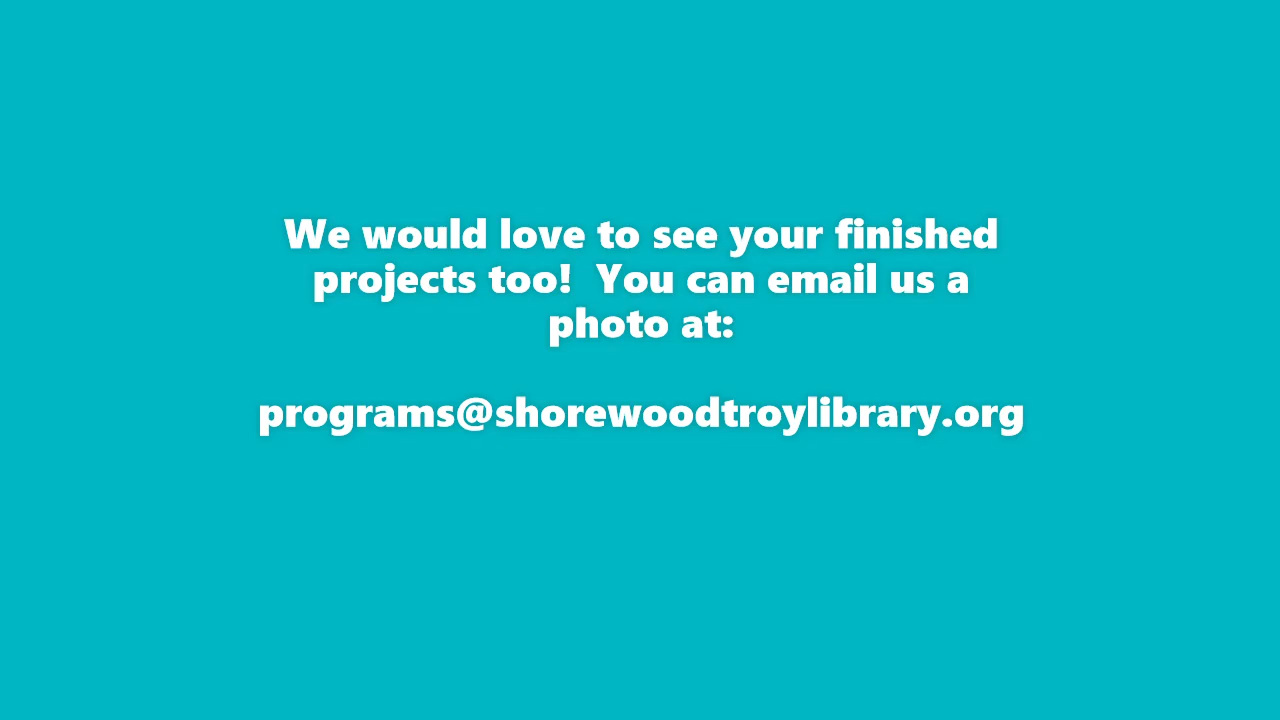 We would love to see your finished
projects too!  You can email us a
photo at:
programs@shorewoodtroylibrary.org